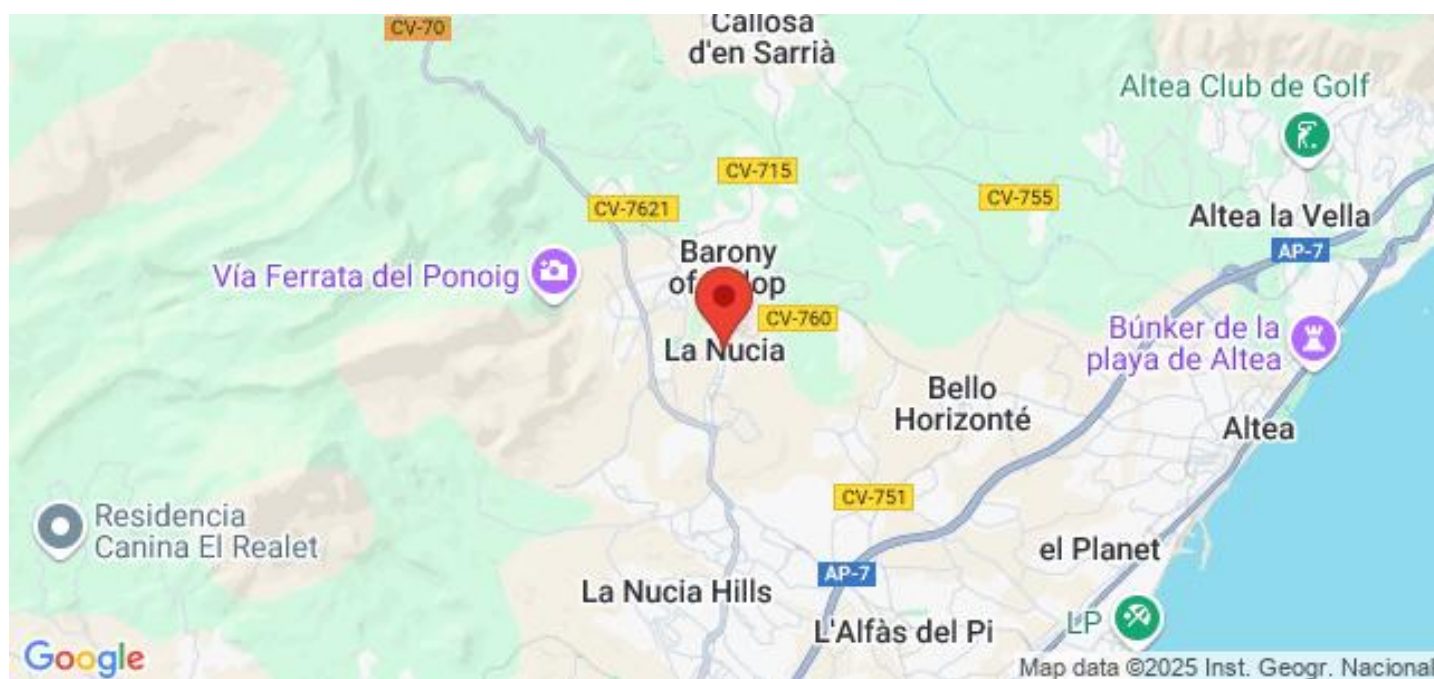 CV-70
Callosa
d'en Sarrià
Altea Club de Golf
CV-715
CV-755
CV-7621
Altea la Vella
AP-7
Barony
of
Vía Ferrata del Ponoig
CV-760
La Nucia
Búnker de la
playa de Altea
Bello
Horizonté
Altea
CV-751
Residencia
Canina El Realet
el Planet
AP-7
La Nucia Hills
L'Alfàs del Pi
LP
Google
Map data ©2025 Inst. Geogr. Nacional